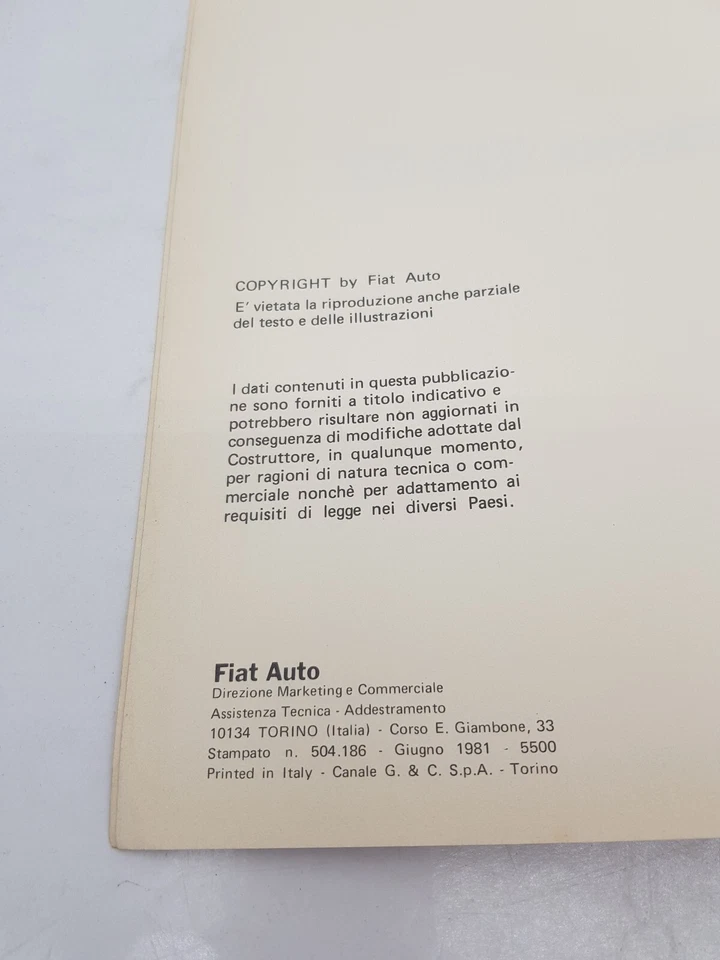 COPYRIGHT by Fiat Auto
E' vietata la riproduzione anche parziale
del testo e delle illustrazioni
I dati contenuti in questa pubblicazio-
ne sono forniti a titolo indicativo e
potrebbero risultare non aggiornati in
conseguenza di modifiche adottate dal
Costruttore, in qualunque momento,
per ragioni di natura tecnica o com-
merciale nonchè per adattamento ai
requisiti di legge nei diversi Paesi.
Fiat Auto
Direzione Marketing e Commerciale
Assistenza Tecnica - Addestramento
10134 TORINO (Italia) - Corso E. Giambone, 33
Stampato n. 504.186 - Giugno 1981 - 5500
Printed in Italy - Canale G. & C. S.p.A. - Torino